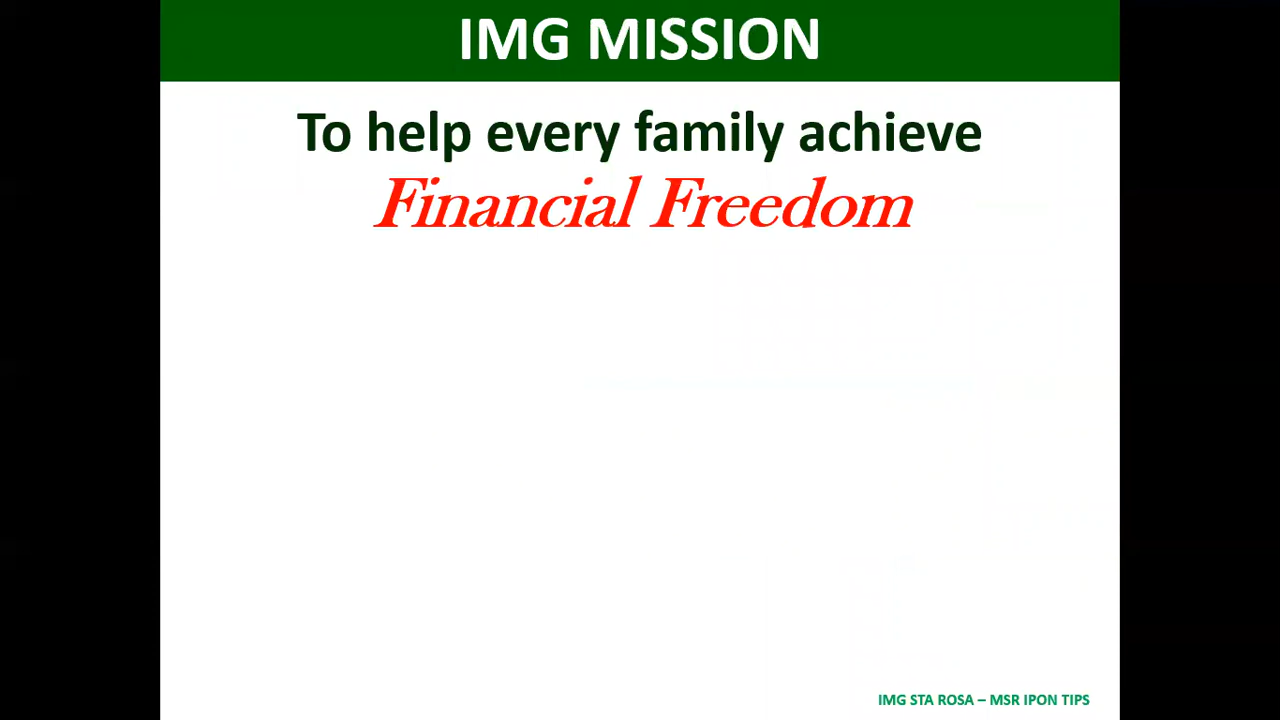 IMG MISSION
To help every family achieve
Financial Freedom
IMG STA ROSA – MSR IPON TIPS